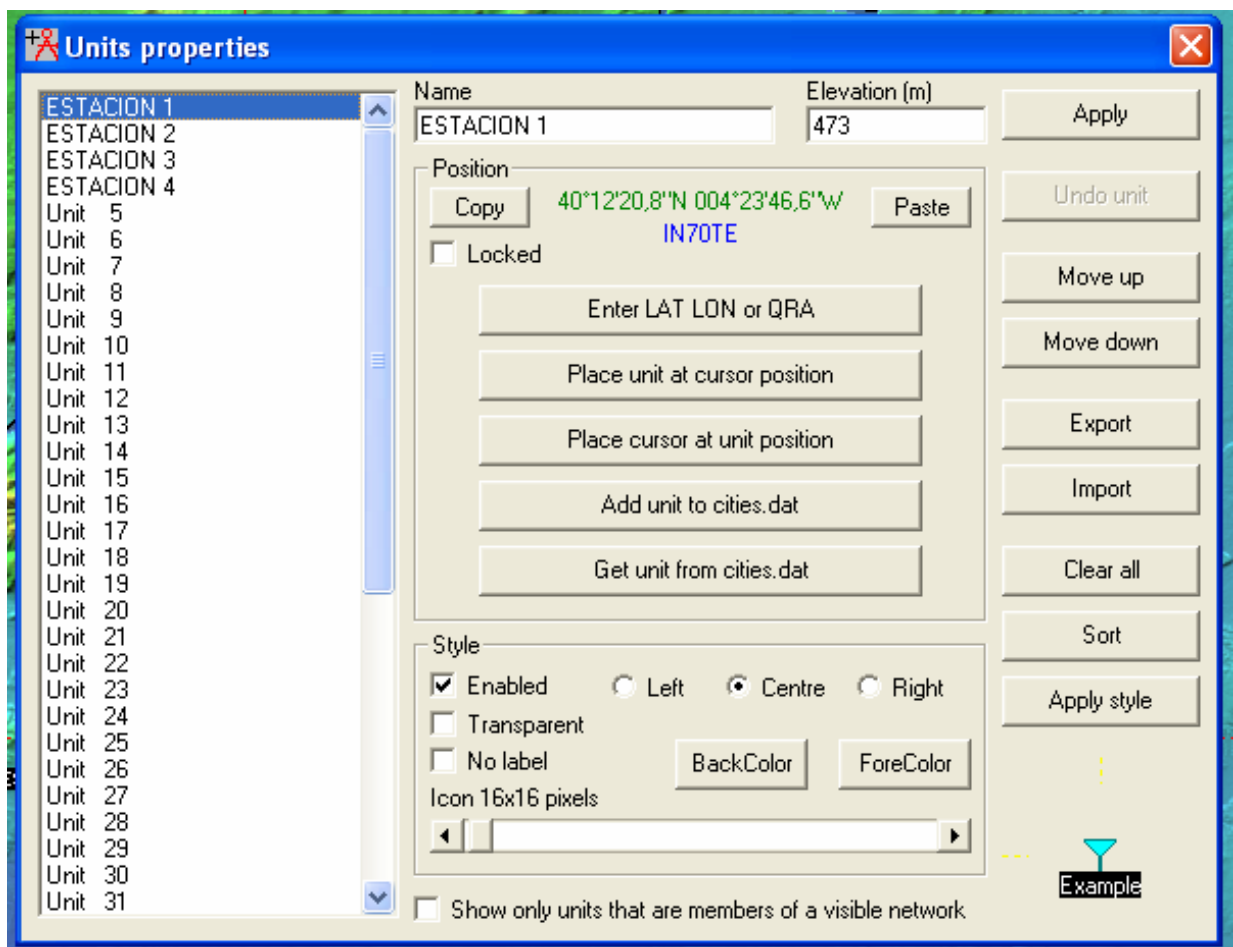 Units properties
ESTACION 1
ESTACION 2
ESTACION 3
ESTACION 4
Unit 5
Unit 6
Unit 7
Unit 8
Unit 9
Unit 10
Unit 11
Unit 12
Unit 13
Unit 14
Unit 15
Unit 16
Unit 17
Unit 18
Unit 19
Unit 20
Unit 21
Unit 22
Unit 23
Unit 24
Unit 25
Unit 26
Unit 27
Unit 28
Unit 29
Unit 30
Unit 31
Name
Elevation (m)
ESTACION 1
473
Position
Copy
40°12'20,8''N 004°23'46,6''W
Paste
IN70TE
Locked
Enter LAT LON or QRA
Place unit at cursor position
Place cursor at unit position
Add unit to cities.dat
Get unit from cities.dat
Style
Enabled
Left
Centre
Right
Transparent
No label
BackColor
ForeColor
Icon 16x16 pixels
Show only units that are members of a visible network
Apply
Undo unit
Move up
Move down
Export
Import
Clear all
Sort
Apply style
Example